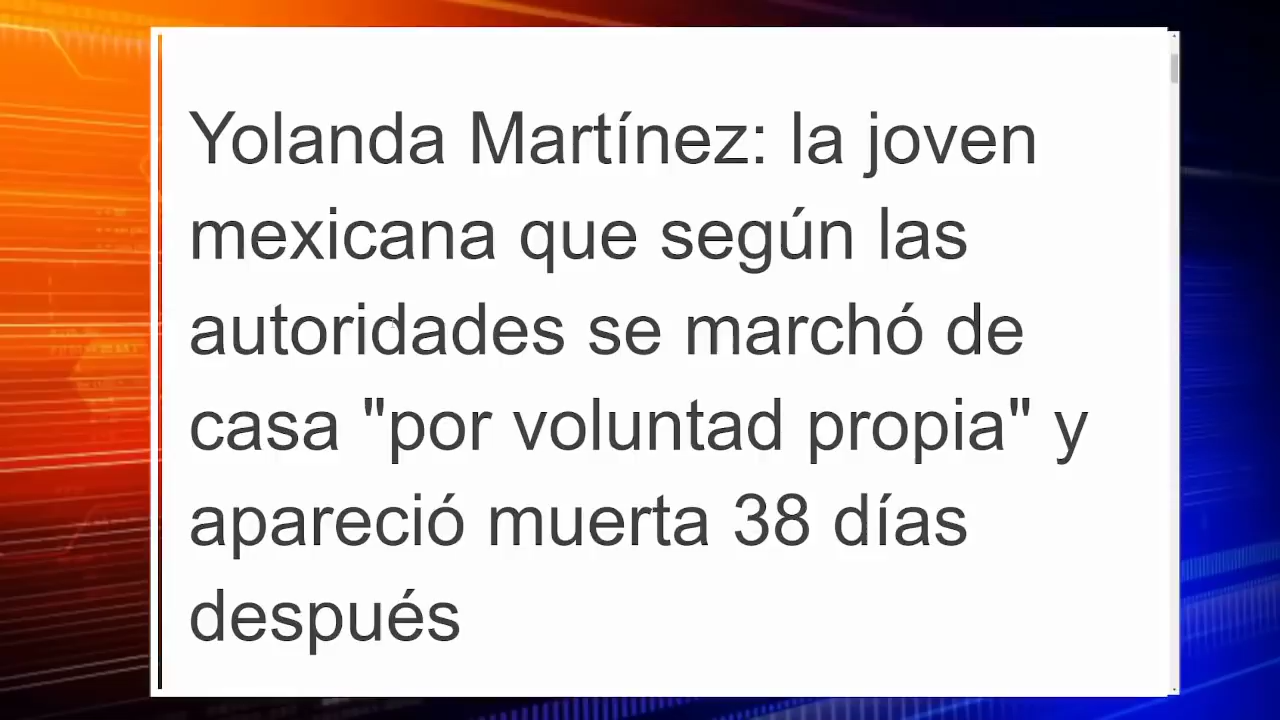 Yolanda Martínez: la joven
mexicana que según las
autoridades se marchó de
casa "por voluntad propia" y
apareció muerta 38 días
después